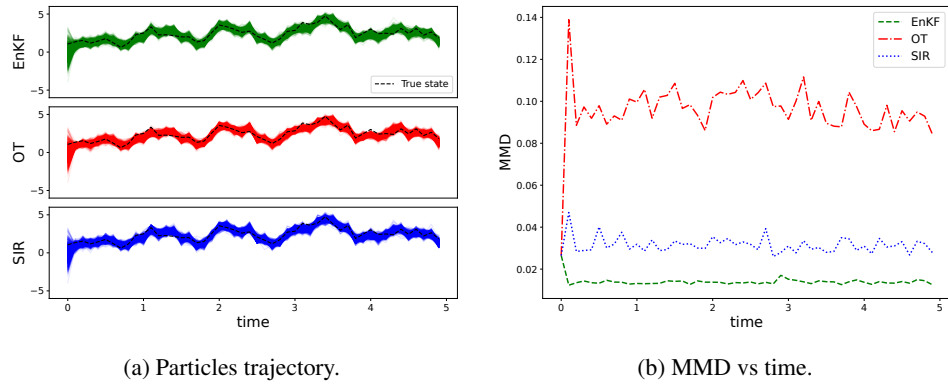 EnKF
5
0
−5
True state
OT
5
0
−5
SIR
5
0
−5
0 1 2 3 4 5
time
(a) Particles trajectory.
MMD
0.14
0.12
0.10
0.08
0.06
0.04
0.02
EnKF
OT
SIR
0 1 2 3 4 5
time
(b) MMD vs time.